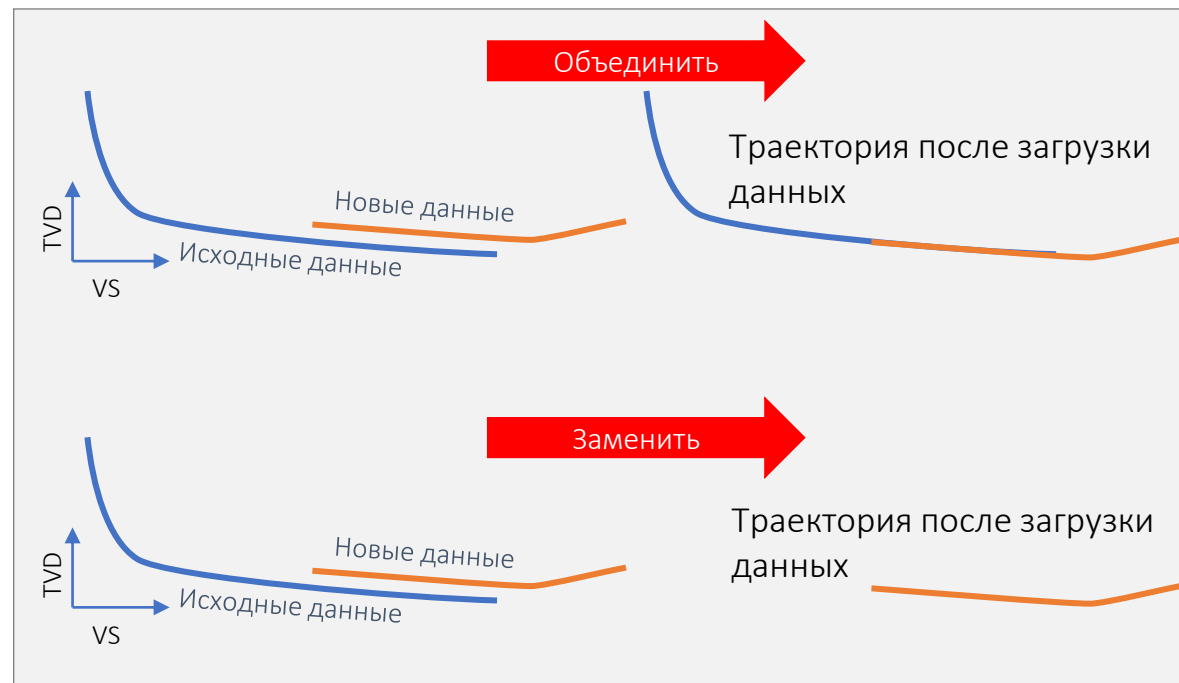 Объединить
Траектория после загрузки
данных
Новые данные
TVD
Исходные данные
VS
Заменить
Траектория после загрузки
данных
Новые данные
TVD
Исходные данные
VS